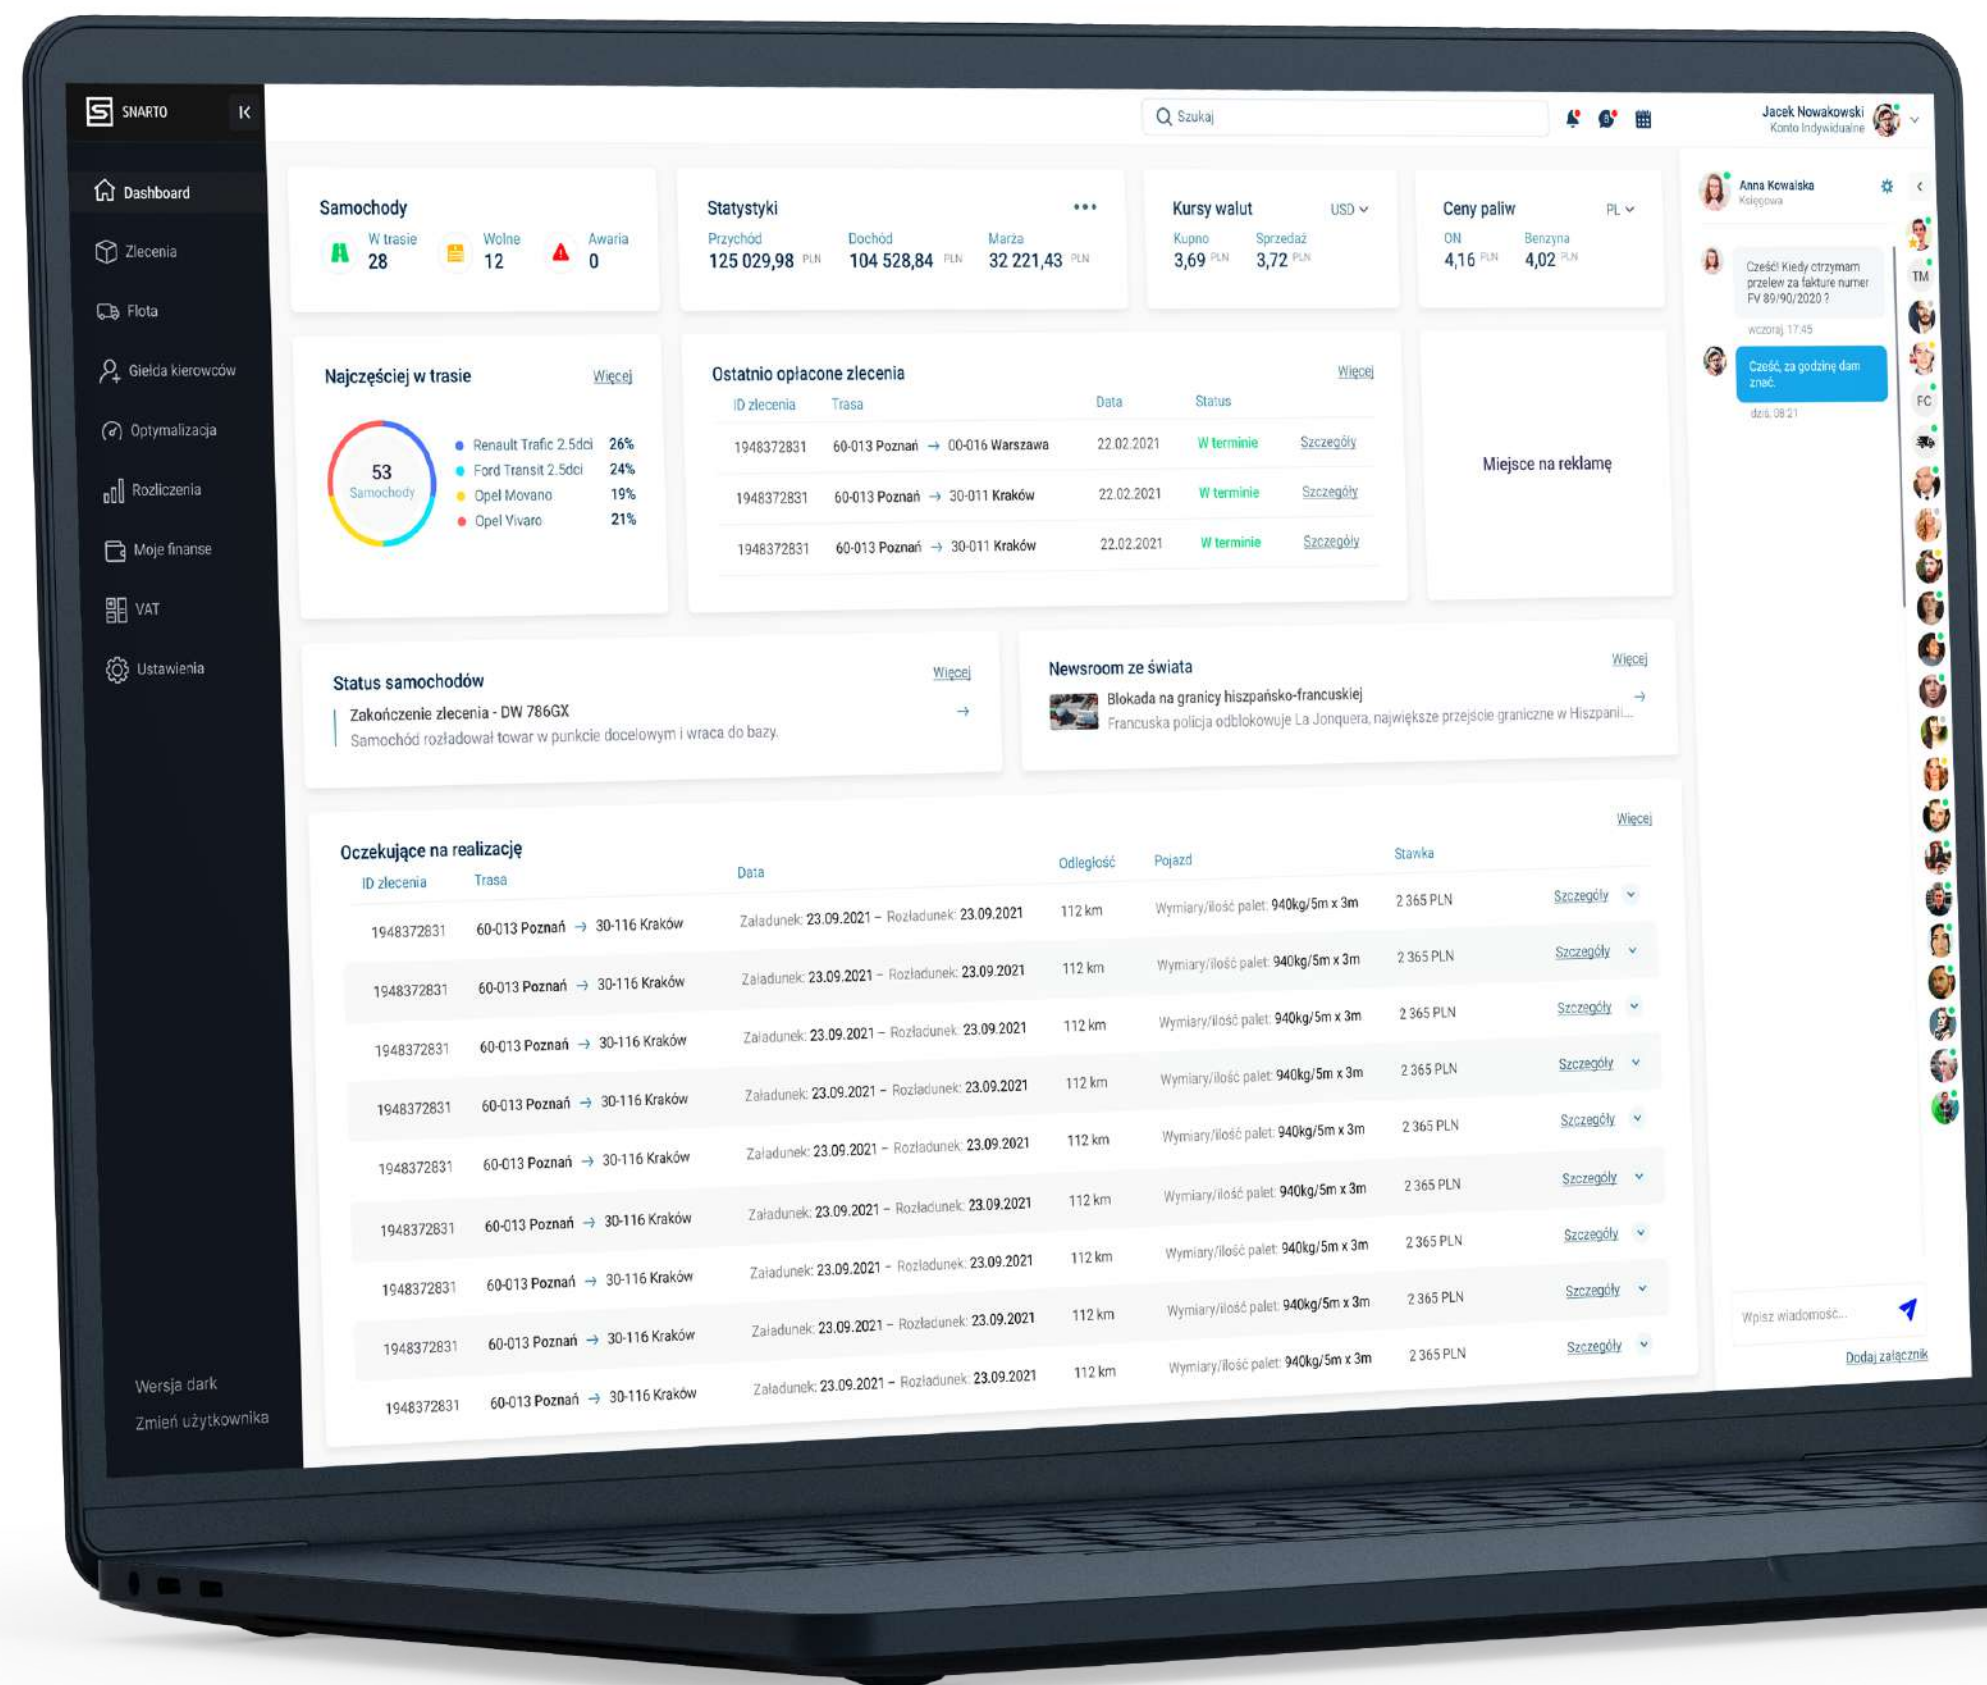 SNARTO
Szukaj
Jacek Nowakowski
Konto Indywidualne
Dashboard
Zlecenia
Flota
Giełda kierowców
Optymalizacja
Rozliczenia
Moje finanse
VAT
Ustawienia
Wersja dark
Zmień użytkownika
Samochody
W trasie
28
Wolne
12
Awaria
0
Statystyki
Przychód
125 029,98 PLN
Dochód
104 528,84 PLN
Marża
32 221,43 PLN
Kursy walut USD
Kupno
3,69 PLN
Sprzedaż
3,72 PLN
Ceny paliw PL
ON
4,16 PLN
Benzyna
4,02 PLN
Najczęściej w trasie Więcej
53
Samochody
Renault Trafic 2.5dci 26%
Ford Transit 2.5dci 24%
Opel Movano 19%
Opel Vivaro 21%
Ostatnio opłacone zlecenia Więcej
ID zlecenia Trasa Data Status
1948372831 60-013 Poznań → 00-016 Warszawa 22.02.2021 W terminie Szczegóły
1948372831 60-013 Poznań → 30-011 Kraków 22.02.2021 W terminie Szczegóły
1948372831 60-013 Poznań → 30-011 Kraków 22.02.2021 W terminie Szczegóły
Miejsce na reklamę
Status samochodów Więcej
Zakończenie zlecenia - DW 786GX
Samochód rozładował towar w punkcie docelowym i wraca do bazy.
Newsroom ze świata Więcej
Blokada na granicy hiszpańsko-francuskiej
Francuska policja odblokowuje La Jonquera, największe przejście graniczne w Hiszpanii...
Oczekujące na realizację Więcej
ID zlecenia Trasa Data Odległość Pojazd Stawka
1948372831 60-013 Poznań → 30-116 Kraków Załadunek: 23.09.2021 – Rozładunek: 23.09.2021 112 km Wymiary/ilość palet: 940kg/5m x 3m 2 365 PLN Szczegóły
1948372831 60-013 Poznań → 30-116 Kraków Załadunek: 23.09.2021 – Rozładunek: 23.09.2021 112 km Wymiary/ilość palet: 940kg/5m x 3m 2 365 PLN Szczegóły
1948372831 60-013 Poznań → 30-116 Kraków Załadunek: 23.09.2021 – Rozładunek: 23.09.2021 112 km Wymiary/ilość palet: 940kg/5m x 3m 2 365 PLN Szczegóły
1948372831 60-013 Poznań → 30-116 Kraków Załadunek: 23.09.2021 – Rozładunek: 23.09.2021 112 km Wymiary/ilość palet: 940kg/5m x 3m 2 365 PLN Szczegóły
1948372831 60-013 Poznań → 30-116 Kraków Załadunek: 23.09.2021 – Rozładunek: 23.09.2021 112 km Wymiary/ilość palet: 940kg/5m x 3m 2 365 PLN Szczegóły
1948372831 60-013 Poznań → 30-116 Kraków Załadunek: 23.09.2021 – Rozładunek: 23.09.2021 112 km Wymiary/ilość palet: 940kg/5m x 3m 2 365 PLN Szczegóły
1948372831 60-013 Poznań → 30-116 Kraków Załadunek: 23.09.2021 – Rozładunek: 23.09.2021 112 km Wymiary/ilość palet: 940kg/5m x 3m 2 365 PLN Szczegóły
1948372831 60-013 Poznań → 30-116 Kraków Załadunek: 23.09.2021 – Rozładunek: 23.09.2021 112 km Wymiary/ilość palet: 940kg/5m x 3m 2 365 PLN Szczegóły
1948372831 60-013 Poznań → 30-116 Kraków Załadunek: 23.09.2021 – Rozładunek: 23.09.2021 112 km Wymiary/ilość palet: 940kg/5m x 3m 2 365 PLN Szczegóły
Anna Kowalska
Księgowa
Cześć! Kiedy otrzymam
przelew za fakture numer
FV 89/90/2020 ?
wczoraj, 17:45
Cześć, za godzinę dam
znać.
dziś, 08:21
TM
FC
Wpisz wiadomość...
Dodaj załącznik